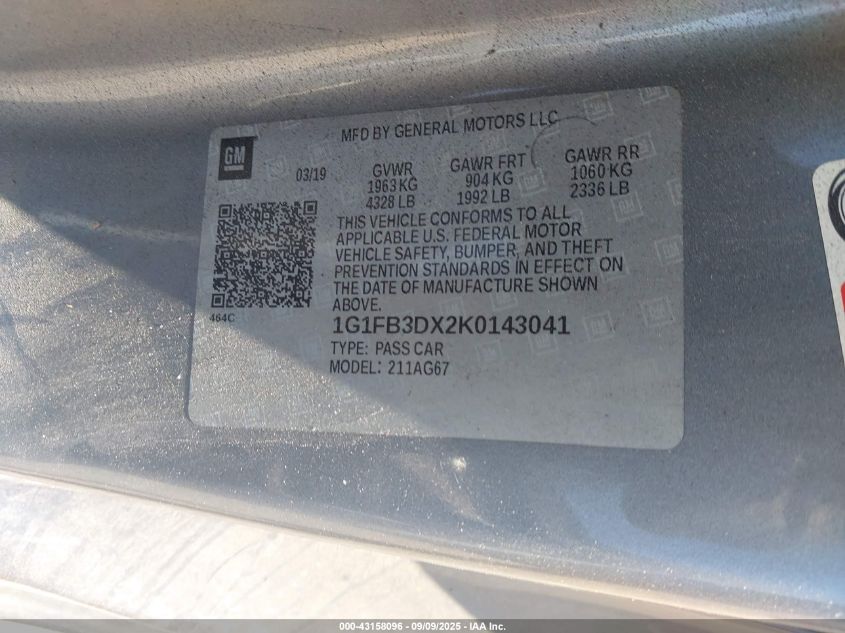 MFD BY GENERAL MOTORS LLC
GM
03/19
GVWR
1963 KG
4328 LB
GAWR FRT
904 KG
1992 LB
GAWR RR
1060 KG
2336 LB
THIS VEHICLE CONFORMS TO ALL
APPLICABLE U.S. FEDERAL MOTOR
VEHICLE SAFETY, BUMPER, AND THEFT
PREVENTION STANDARDS IN EFFECT ON
THE DATE OF MANUFACTURE SHOWN
ABOVE.
464C
1G1FB3DX2K0143041
TYPE: PASS CAR
MODEL: 211AG67
000-43158096 - 09/09/2025 - IAA Inc.